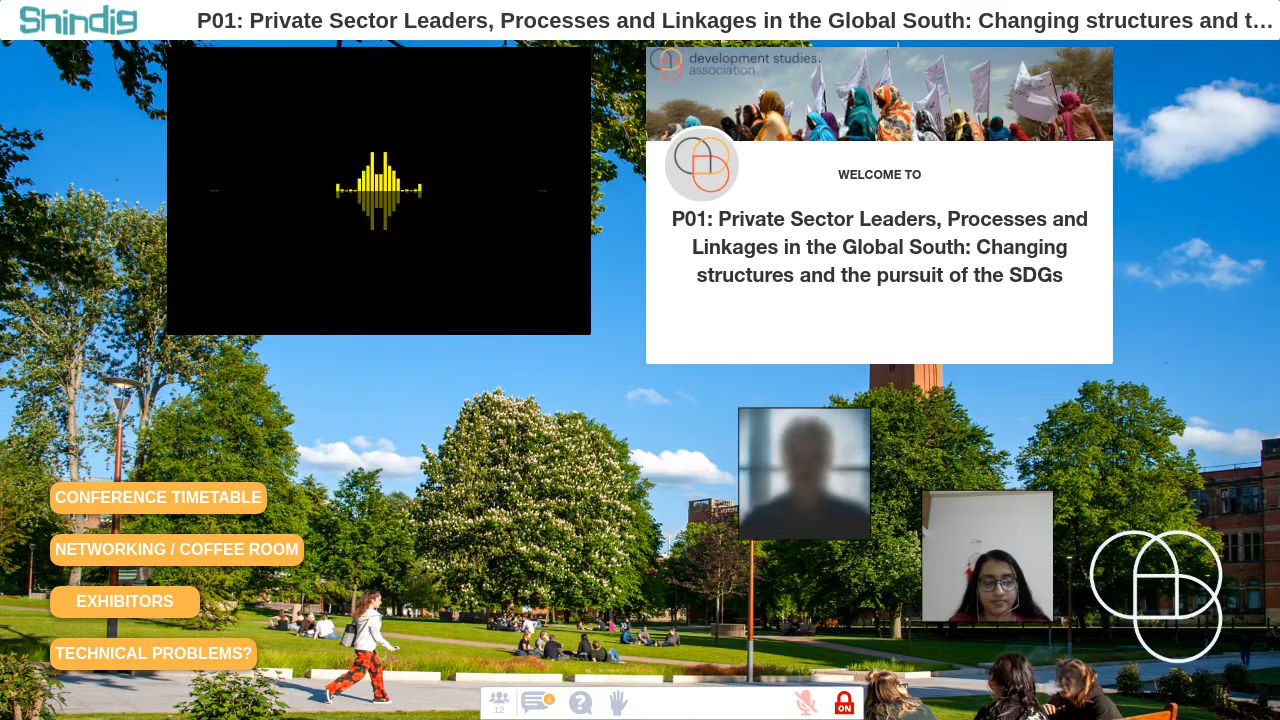 Shindig
P01: Private Sector Leaders, Processes and Linkages in the Global South: Changing structures and t...
development studies
association
WELCOME TO
P01: Private Sector Leaders, Processes and
Linkages in the Global South: Changing
structures and the pursuit of the SDGs
CONFERENCE TIMETABLE
NETWORKING / COFFEE ROOM
EXHIBITORS
TECHNICAL PROBLEMS?
12
ON